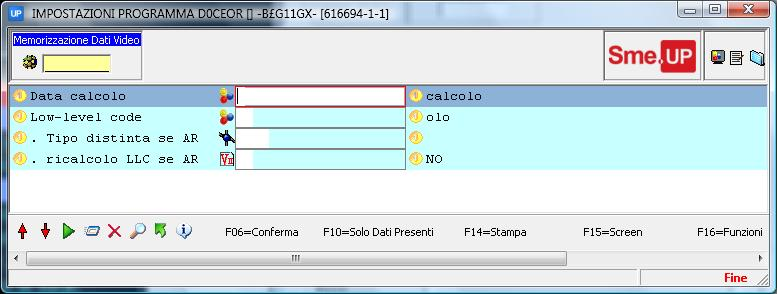 UP IMPOSTAZIONI PROGRAMMA D0CEOR [] -B£G11GX- [616694-1-1]
Memorizzazione Dati Video
Sme.UP
Data calcolo calcolo
Low-level code olo
. Tipo distinta se AR
. ricalcolo LLC se AR NO
F06=Conferma F10=Solo Dati Presenti F14=Stampa F15=Screen F16=Funzioni
Fine